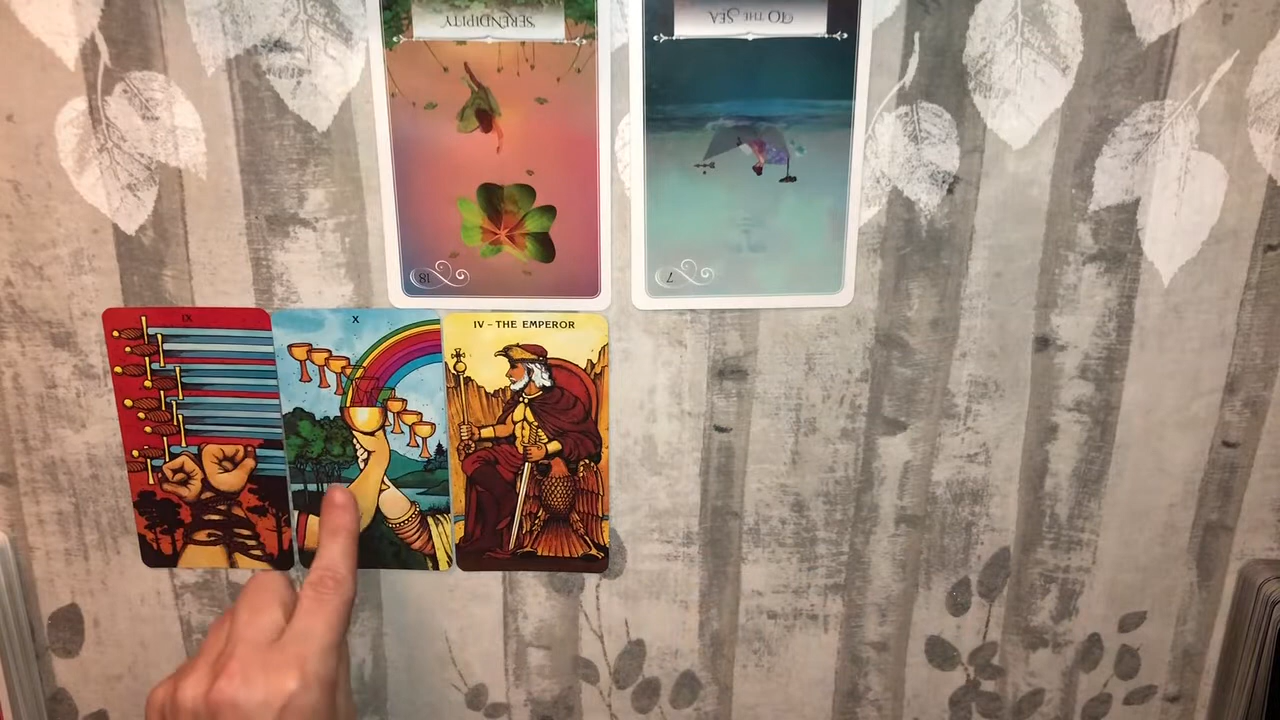 SERENDIPITY
TO THE SEA
18
7
IX
X
IV – THE EMPEROR